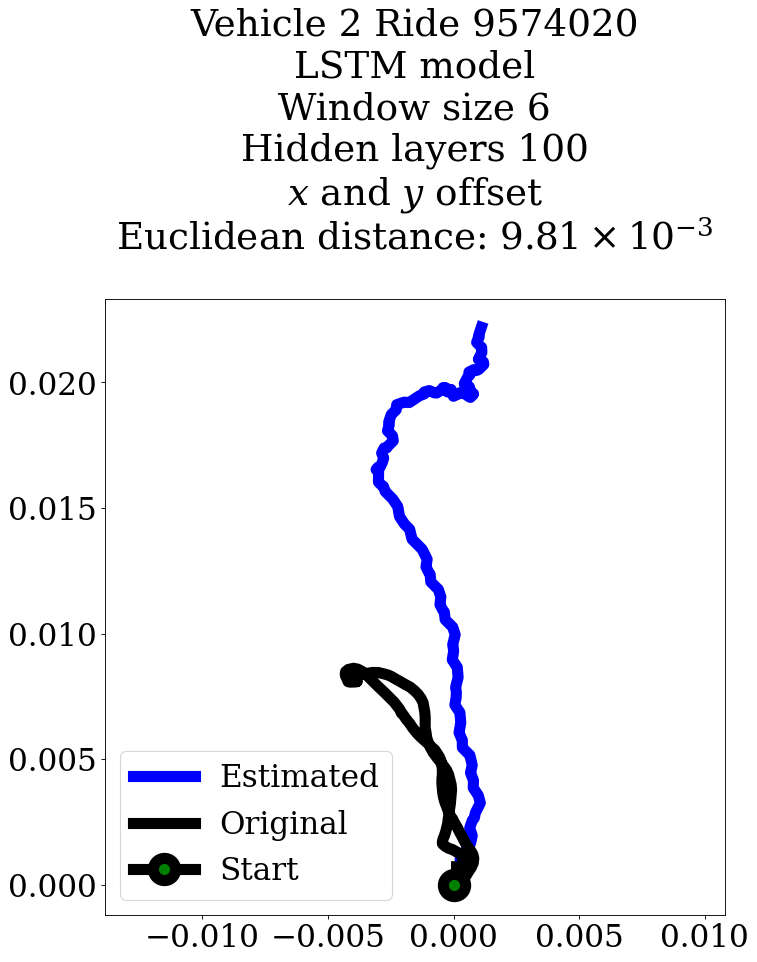 Vehicle 2 Ride 9574020
LSTM model
Window size 6
Hidden layers 100
x and y offset
Euclidean distance: 9.81 × 10⁻³
0.020
0.015
0.010
0.005
0.000
Estimated
Original
Start
−0.010 −0.005 0.000 0.005 0.010